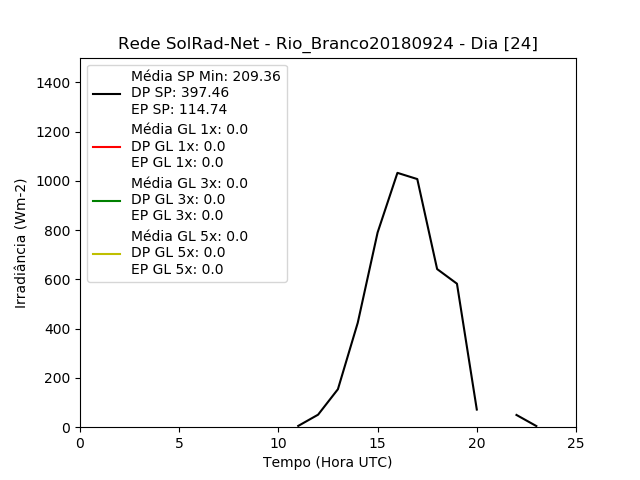 Rede SolRad-Net - Rio_Branco20180924 - Dia [24]
Média SP Min: 209.36
DP SP: 397.46
EP SP: 114.74
Média GL 1x: 0.0
DP GL 1x: 0.0
EP GL 1x: 0.0
Média GL 3x: 0.0
DP GL 3x: 0.0
EP GL 3x: 0.0
Média GL 5x: 0.0
DP GL 5x: 0.0
EP GL 5x: 0.0
Irradiância (Wm-2)
1400
1200
1000
800
600
400
200
0
0 5 10 15 20 25
Tempo (Hora UTC)